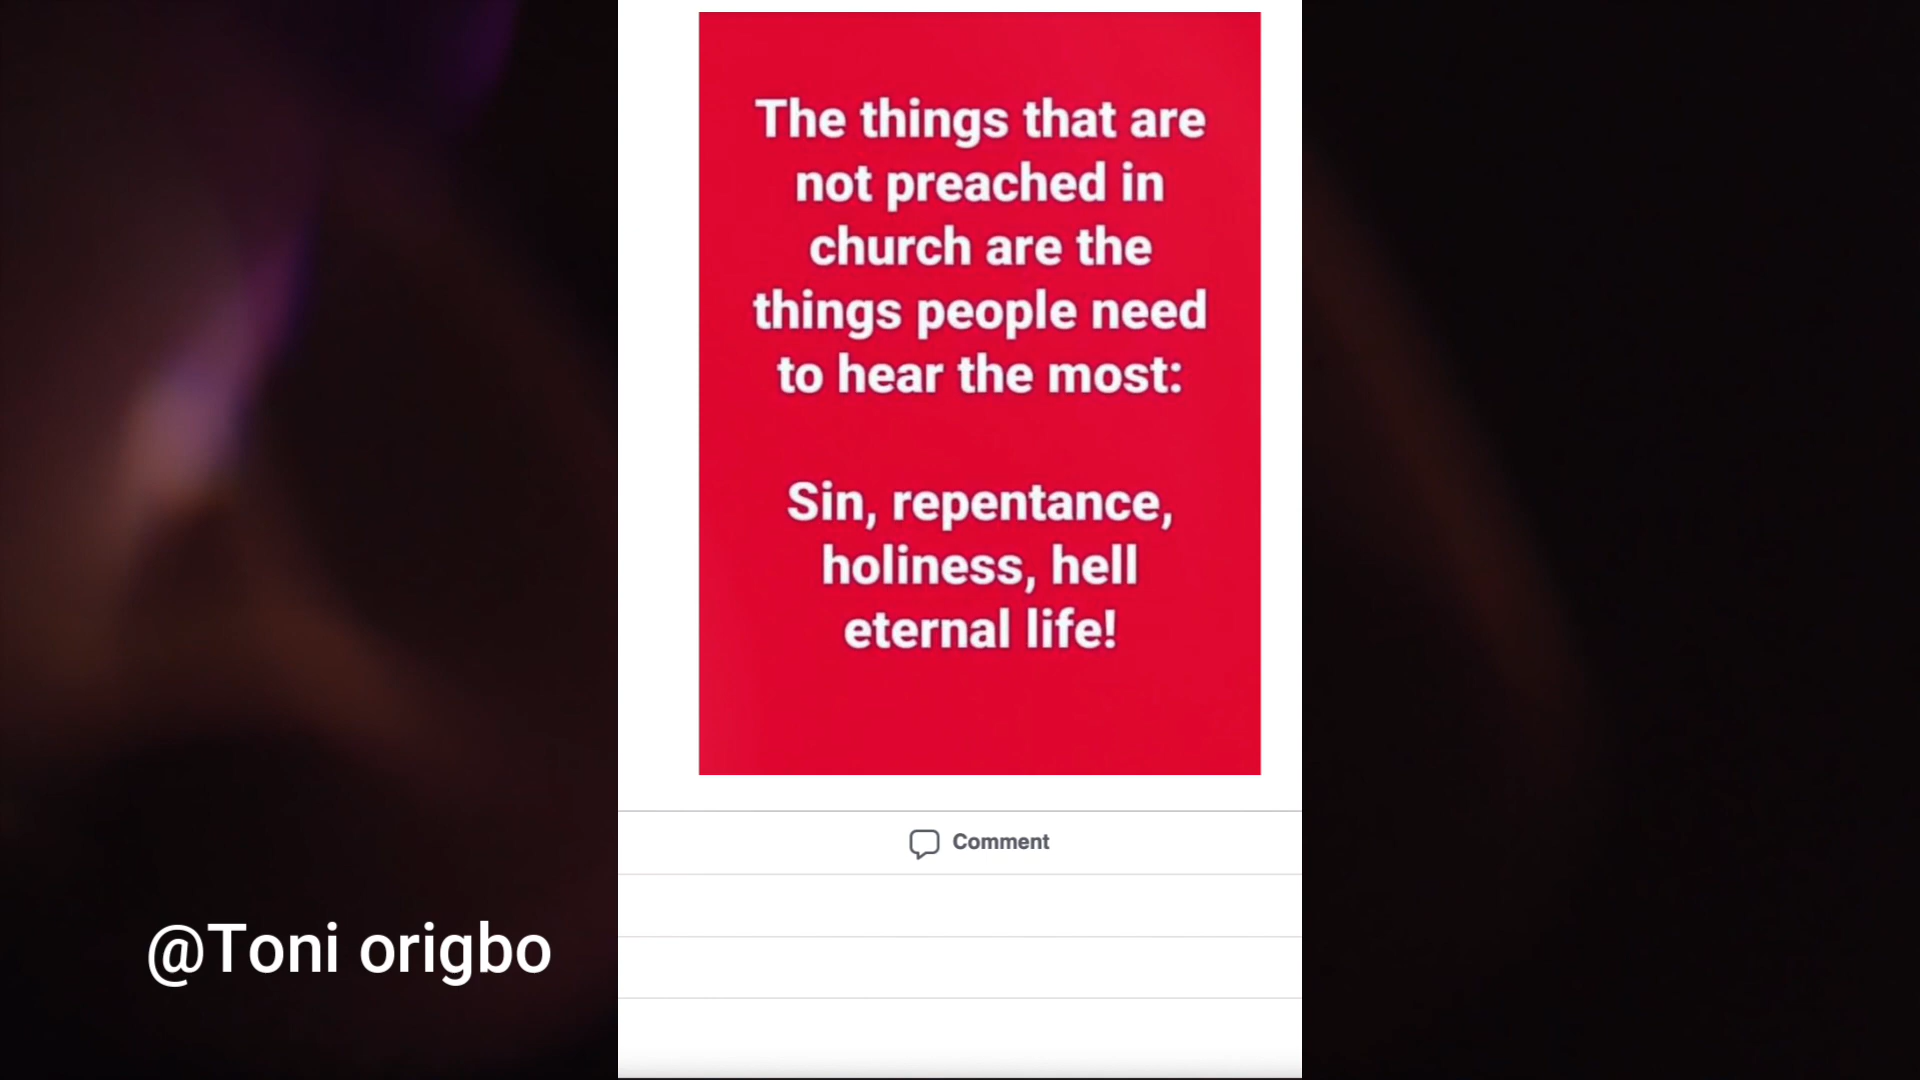 The things that are
not preached in
church are the
things people need
to hear the most:
Sin, repentance,
holiness, hell
eternal life!
Comment
@Toni origbo